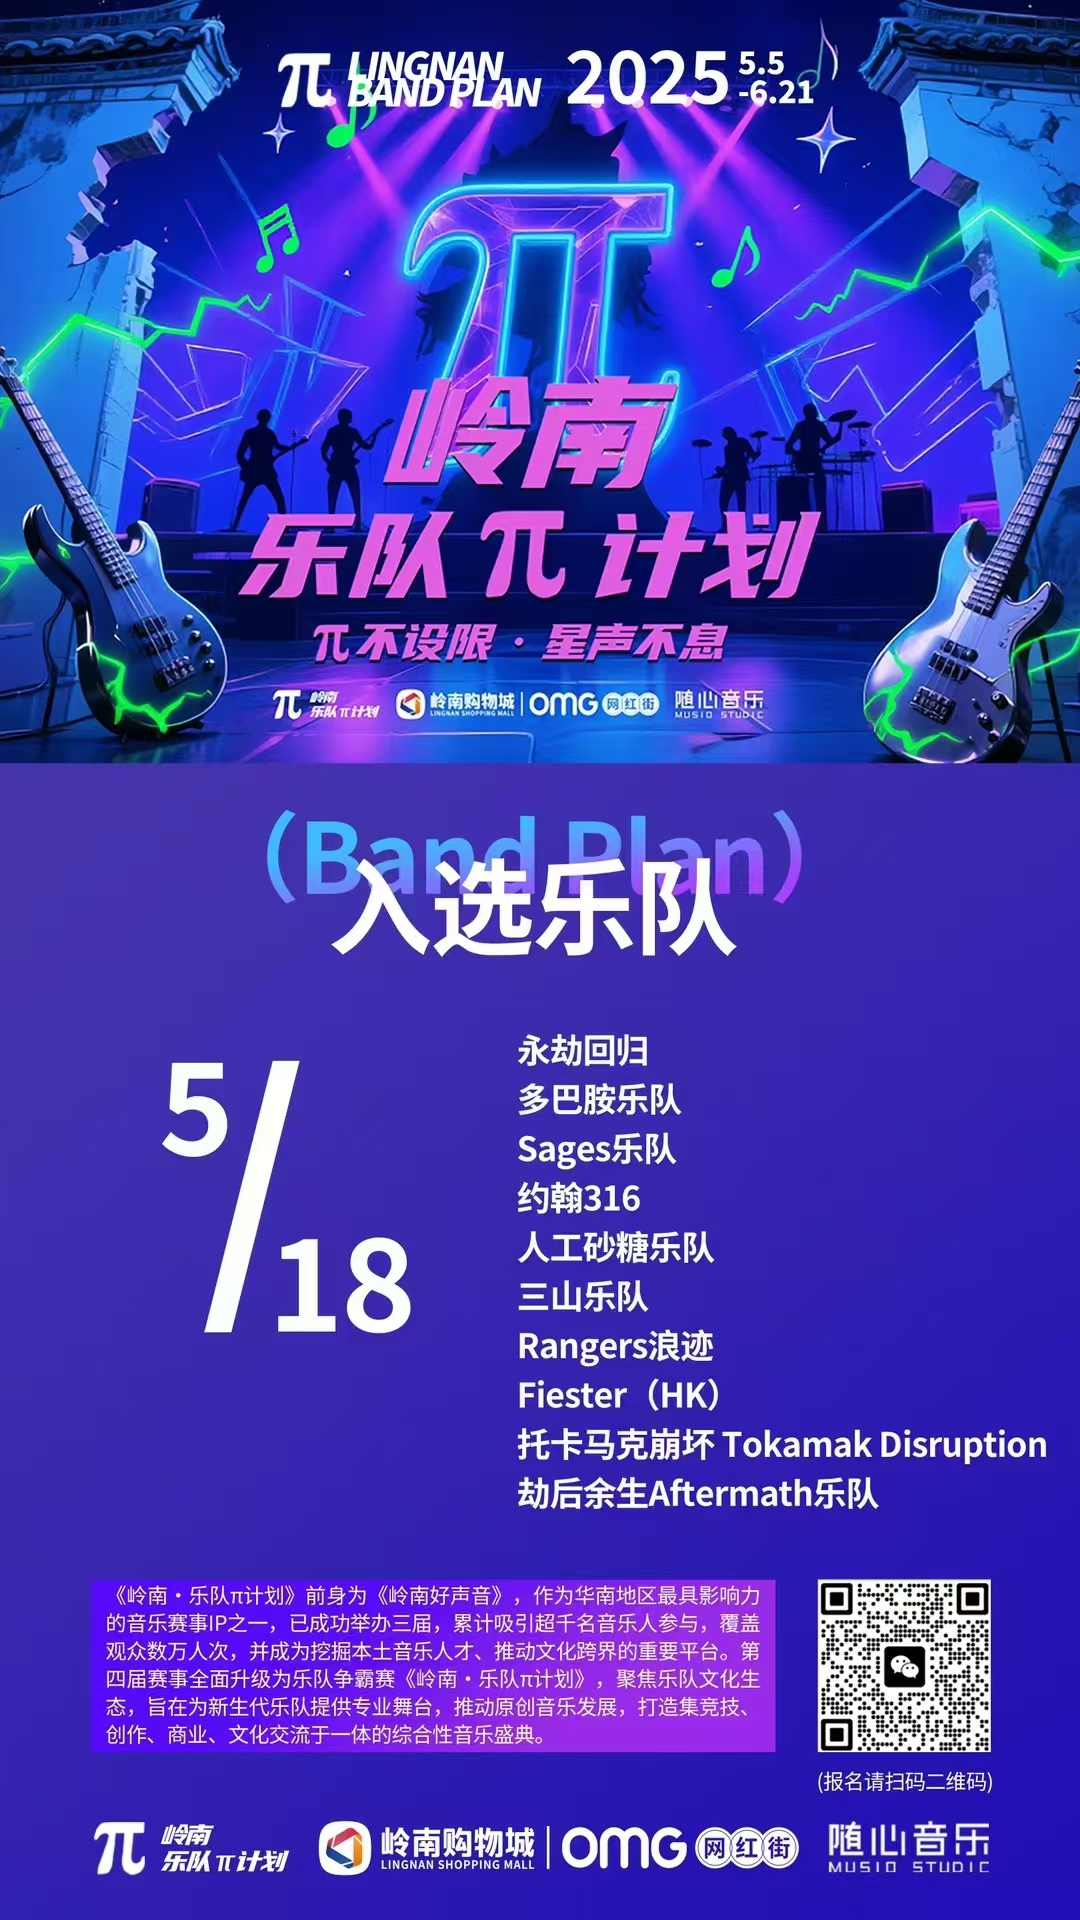 π LINGNAN BAND PLAN 2025 5.5-6.21
岭南
乐队π计划
π不设限·星声不息
π 岭南 乐队π计划 岭南购物城 LINGNAN SHOPPING MALL OMG 网红街 随心音乐 MUSIC STUDIO
（Band Plan）
入选乐队
5/18
永劫回归
多巴胺乐队
Sages乐队
约翰316
人工砂糖乐队
三山乐队
Rangers浪迹
Fiester（HK）
托卡马克崩坏 Tokamak Disruption
劫后余生Aftermath乐队
《岭南·乐队π计划》前身为《岭南好声音》，作为华南地区最具影响力
的音乐赛事IP之一，已成功举办三届，累计吸引超千名音乐人参与，覆盖
观众数万人次，并成为挖掘本土音乐人才、推动文化跨界的重要平台。第
四届赛事全面升级为乐队争霸赛《岭南·乐队π计划》，聚焦乐队文化生
态，旨在为新生代乐队提供专业舞台，推动原创音乐发展，打造集竞技、
创作、商业、文化交流于一体的综合性音乐盛典。
(报名请扫码二维码)
π 岭南 乐队π计划 岭南购物城 LINGNAN SHOPPING MALL OMG 网红街 随心音乐 MUSIC STUDIO